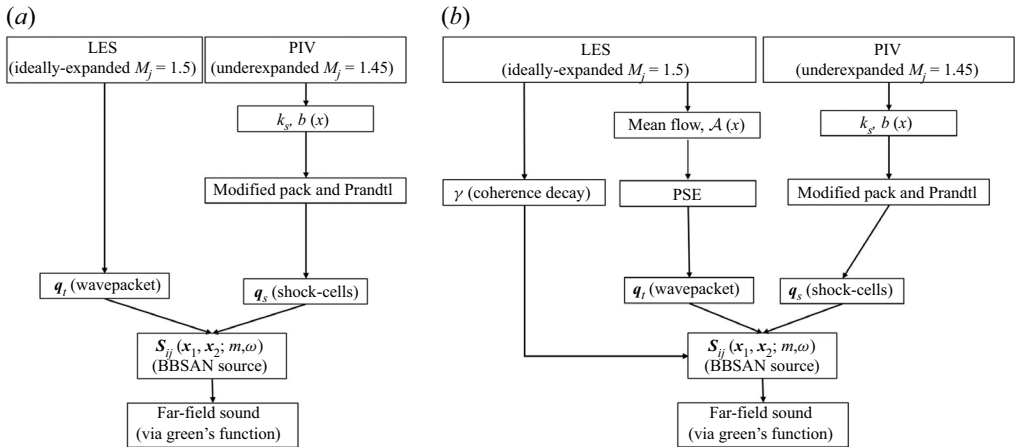 (a)
LES
(ideally-expanded M_j = 1.5)
PIV
(underexpanded M_j = 1.45)
k_s, b (x)
Modified pack and Prandtl
q_t (wavepacket)
q_s (shock-cells)
S_ij (x_1, x_2; m,ω)
(BBSAN source)
Far-field sound
(via green's function)
(b)
LES
(ideally-expanded M_j = 1.5)
PIV
(underexpanded M_j = 1.45)
Mean flow, 𝒜 (x)
k_s, b (x)
γ (coherence decay)
PSE
Modified pack and Prandtl
q_t (wavepacket)
q_s (shock-cells)
S_ij (x_1, x_2; m,ω)
(BBSAN source)
Far-field sound
(via green's function)